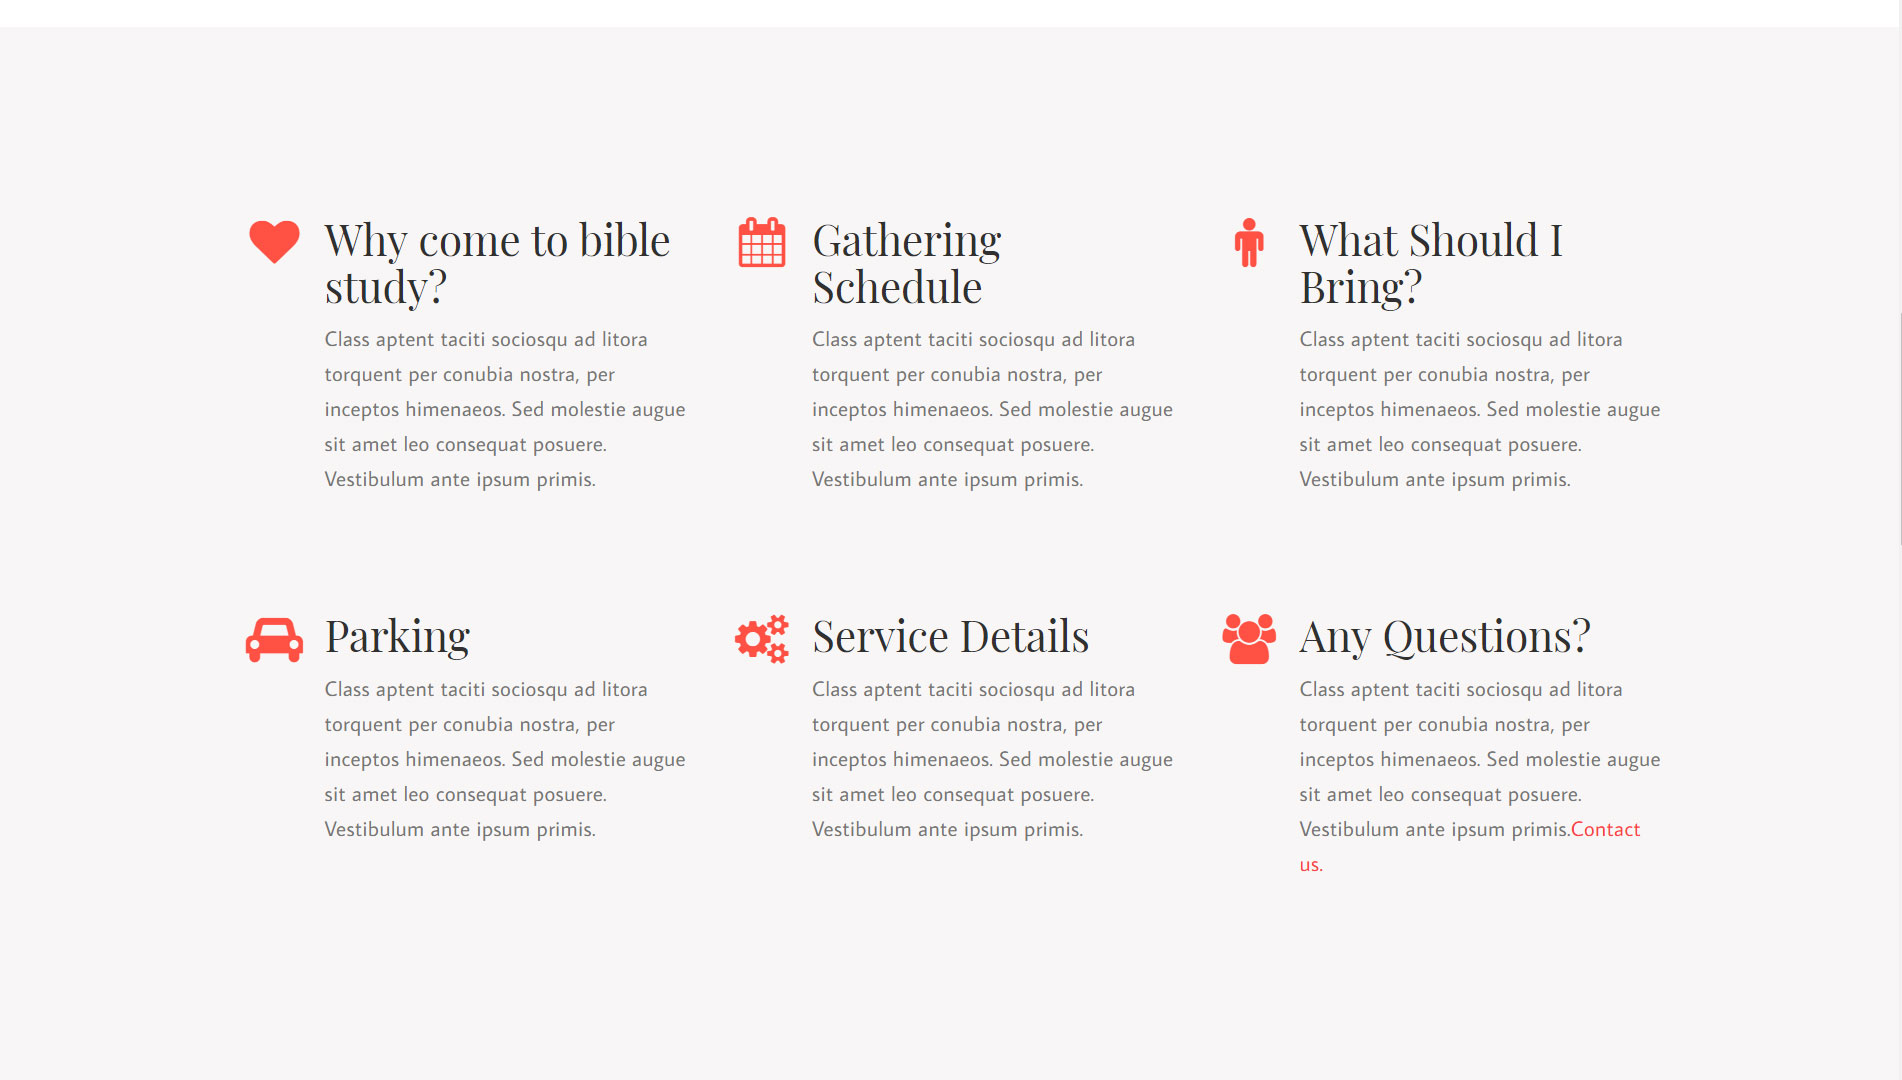 Why come to bible
study?
Class aptent taciti sociosqu ad litora
torquent per conubia nostra, per
inceptos himenaeos. Sed molestie augue
sit amet leo consequat posuere.
Vestibulum ante ipsum primis.
Gathering
Schedule
Class aptent taciti sociosqu ad litora
torquent per conubia nostra, per
inceptos himenaeos. Sed molestie augue
sit amet leo consequat posuere.
Vestibulum ante ipsum primis.
What Should I
Bring?
Class aptent taciti sociosqu ad litora
torquent per conubia nostra, per
inceptos himenaeos. Sed molestie augue
sit amet leo consequat posuere.
Vestibulum ante ipsum primis.
Parking
Class aptent taciti sociosqu ad litora
torquent per conubia nostra, per
inceptos himenaeos. Sed molestie augue
sit amet leo consequat posuere.
Vestibulum ante ipsum primis.
Service Details
Class aptent taciti sociosqu ad litora
torquent per conubia nostra, per
inceptos himenaeos. Sed molestie augue
sit amet leo consequat posuere.
Vestibulum ante ipsum primis.
Any Questions?
Class aptent taciti sociosqu ad litora
torquent per conubia nostra, per
inceptos himenaeos. Sed molestie augue
sit amet leo consequat posuere.
Vestibulum ante ipsum primis.Contact
us.